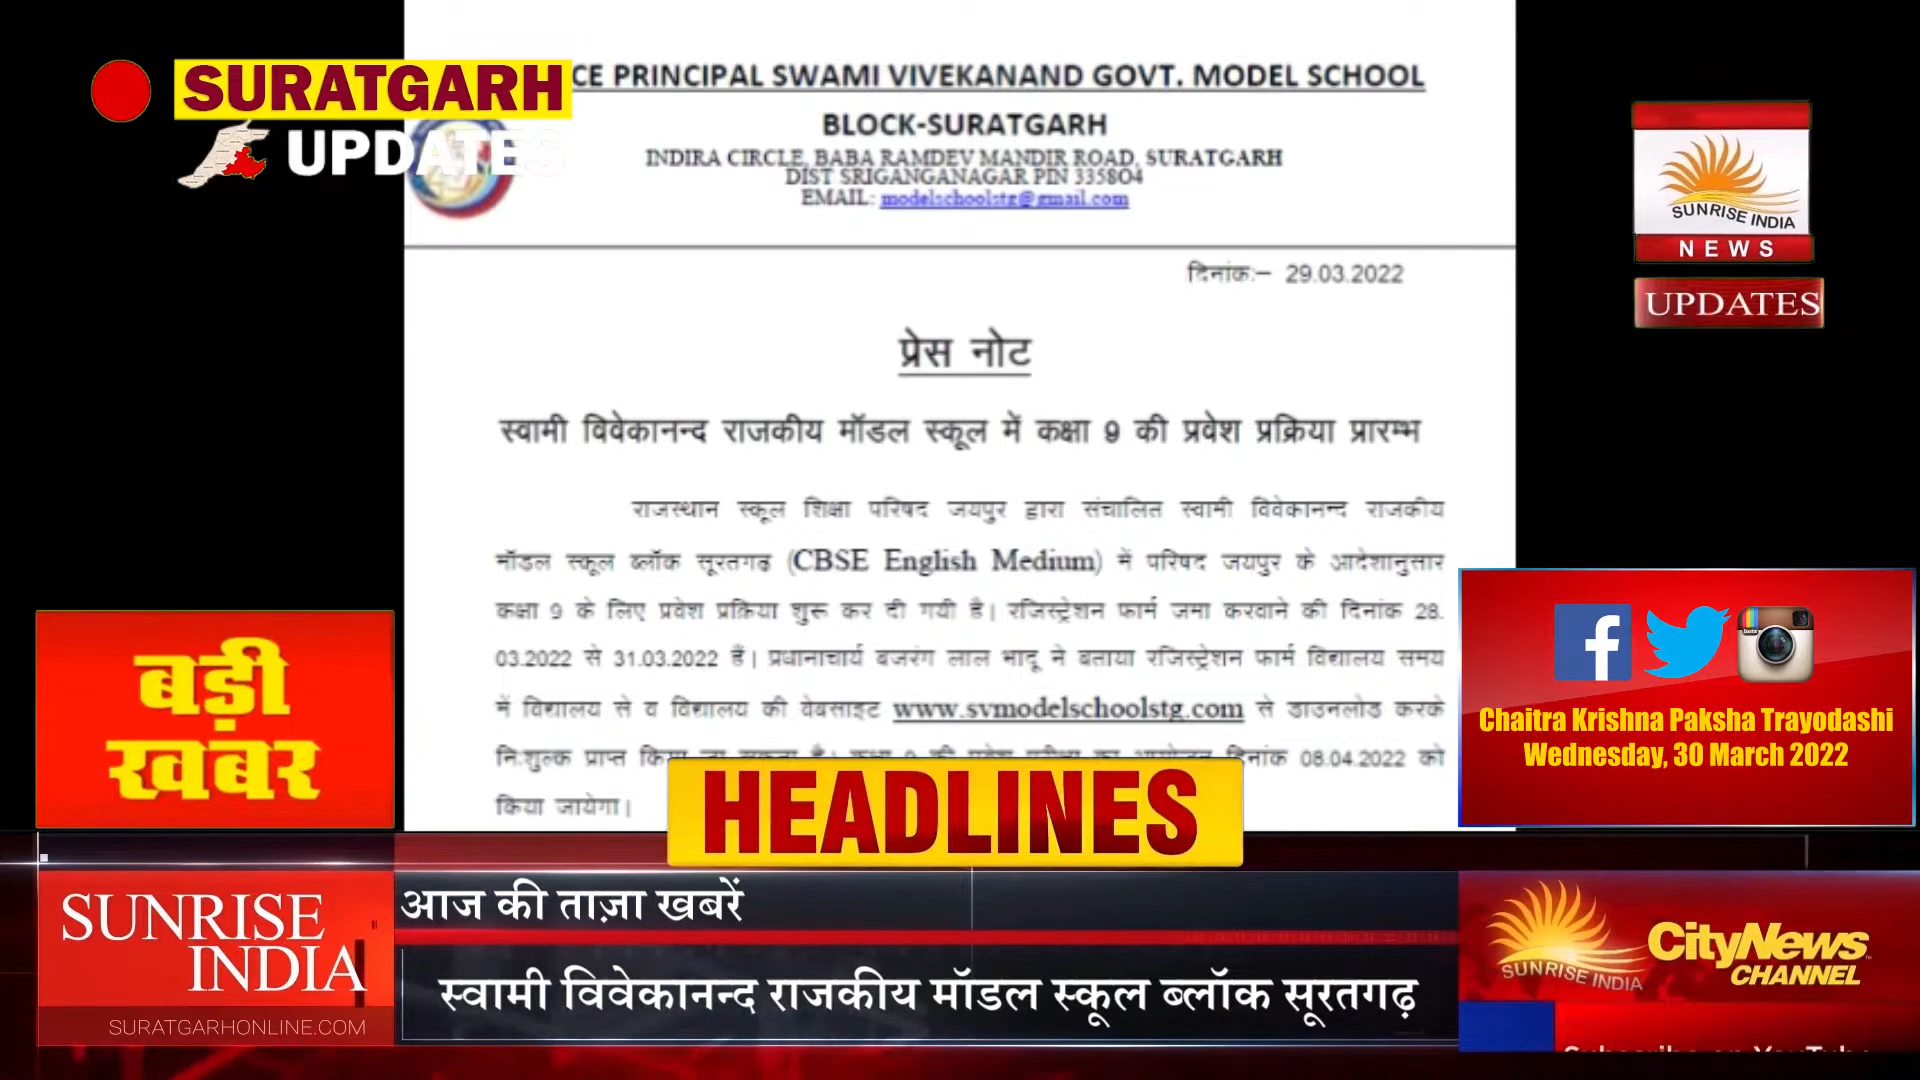 SURATGARH
UPDATES
CE PRINCIPAL SWAMI VIVEKANAND GOVT. MODEL SCHOOL
BLOCK-SURATGARH
INDIRA CIRCLE, BABA RAMDEV MANDIR ROAD, SURATGARH
DIST SRIGANGANAGAR PIN 335804
EMAIL: modelschoolstg@gmail.com
दिनांक:– 29.03.2022
प्रेस नोट
स्वामी विवेकानन्द राजकीय मॉडल स्कूल में कक्षा 9 की प्रवेश प्रक्रिया प्रारम्भ
राजस्थान स्कूल शिक्षा परिषद जयपुर द्वारा संचालित स्वामी विवेकानन्द राजकीय
मॉडल स्कूल ब्लॉक सूरतगढ (CBSE English Medium) में परिषद जयपुर के आदेशानुसार
कक्षा 9 के लिए प्रवेश प्रक्रिया शुरू कर दी गयी है। रजिस्ट्रेशन फार्म जमा करवाने की दिनांक 28.
03.2022 से 31.03.2022 हैं। प्रधानाचार्य बजरंग लाल भादू ने बताया रजिस्ट्रेशन फार्म विद्यालय समय
में विद्यालय से व विद्यालय की वेबसाइट www.svmodelschoolstg.com से डाउनलोड करके
नि:शुल्क प्राप्त दिनांक 08.04.2022 को
किया जायेगा।
SUNRISE INDIA
NEWS
UPDATES
बड़ी
खबर
Chaitra Krishna Paksha Trayodashi
Wednesday, 30 March 2022
HEADLINES
SUNRISE
INDIA
SURATGARHONLINE.COM
आज की ताज़ा खबरें
स्वामी विवेकानन्द राजकीय मॉडल स्कूल ब्लॉक सूरतगढ़
SUNRISE INDIA
CityNews
CHANNEL